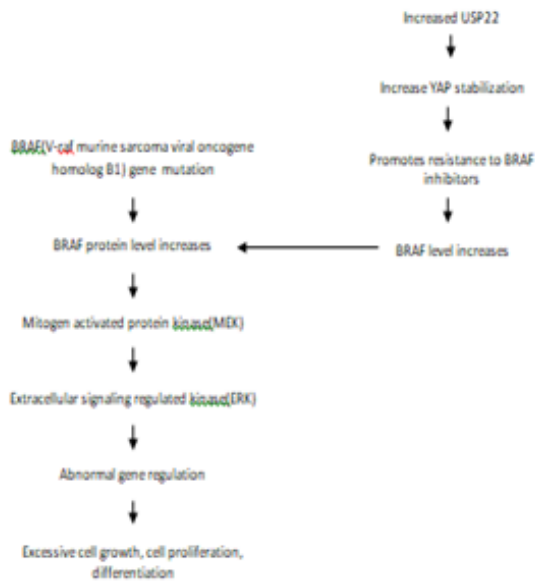 Increased USP22
Increase YAP stabilization
Promotes resistance to BRAF
inhibitors
BRAF level increases
BRAF(V-raf murine sarcoma viral oncogene
homolog B1) gene mutation
BRAF protein level increases
Mitogen activated protein kinase(MEK)
Extracellular signaling regulated kinase(ERK)
Abnormal gene regulation
Excessive cell growth, cell proliferation,
differentiation